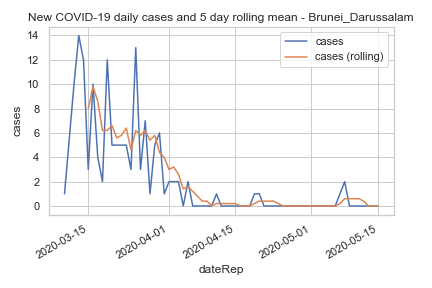 New COVID-19 daily cases and 5 day rolling mean - Brunei_Darussalam
cases
cases (rolling)
14
12
10
8
6
4
2
0
cases
2020-03-15
2020-04-01
2020-04-15
2020-05-01
2020-05-15
dateRep